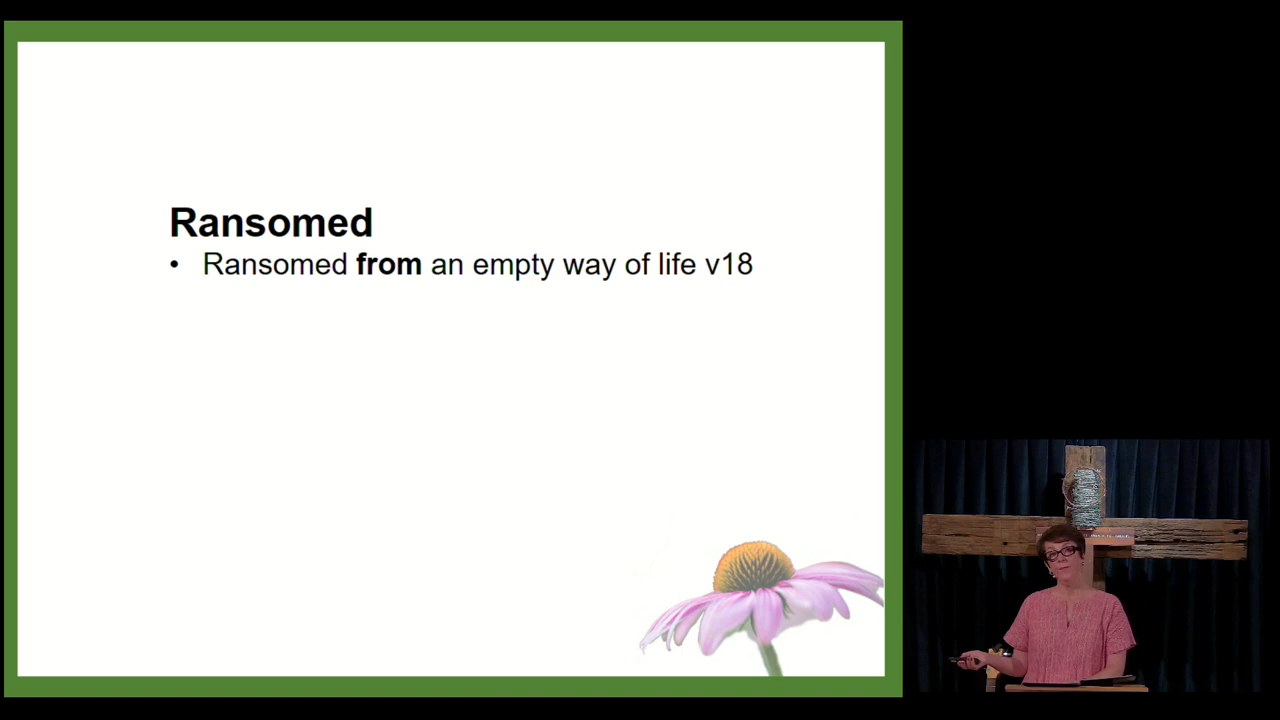 Ransomed
• Ransomed from an empty way of life v18